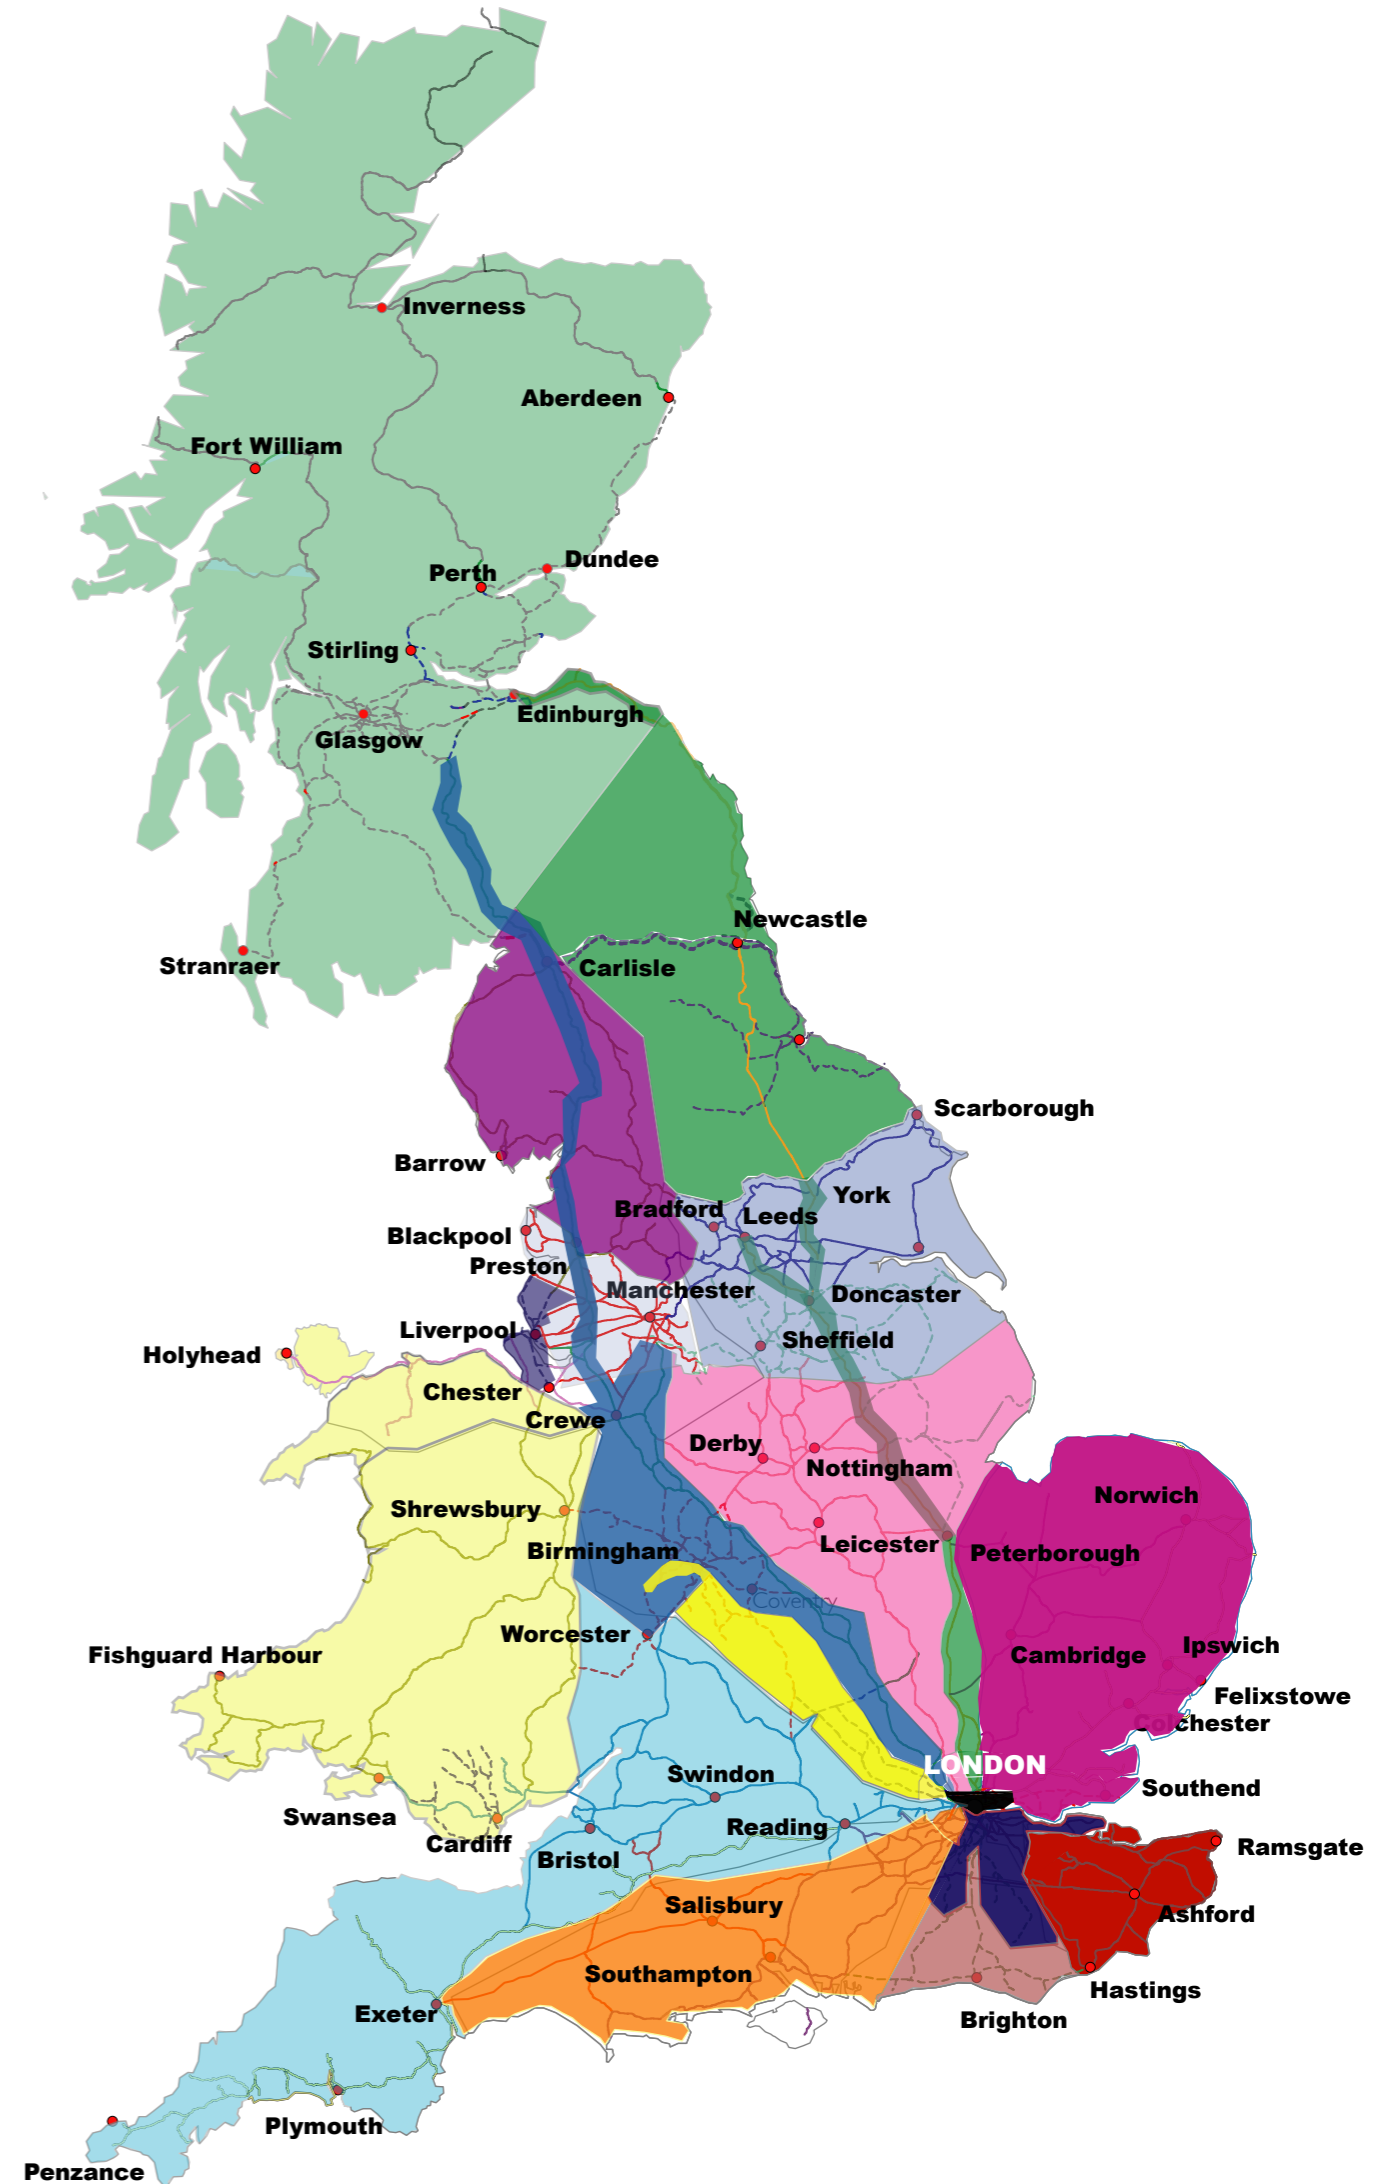 Inverness
Aberdeen
Fort William
Dundee
Perth
Stirling
Edinburgh
Glasgow
Newcastle
Stranraer
Carlisle
Scarborough
Barrow
York
Bradford
Leeds
Blackpool
Preston
Manchester
Doncaster
Liverpool
Sheffield
Holyhead
Chester
Crewe
Derby
Nottingham
Norwich
Shrewsbury
Leicester
Birmingham
Peterborough
Coventry
Worcester
Ipswich
Fishguard Harbour
Cambridge
Felixstowe
Colchester
LONDON
Swindon
Southend
Swansea
Reading
Cardiff
Ramsgate
Bristol
Salisbury
Ashford
Southampton
Hastings
Exeter
Brighton
Plymouth
Penzance